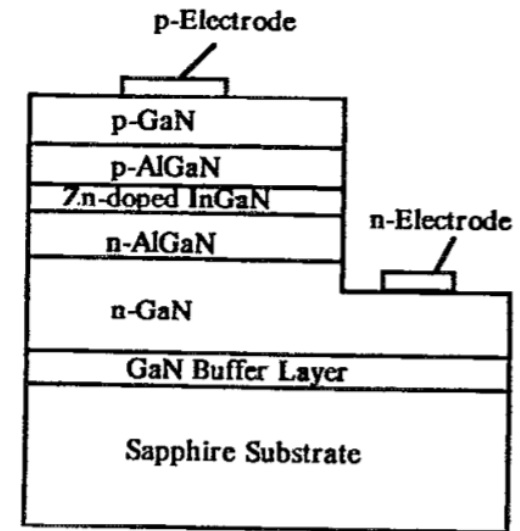 p-Electrode
p-GaN
p-AlGaN
Zn-doped InGaN
n-Electrode
n-AlGaN
n-GaN
GaN Buffer Layer
Sapphire Substrate